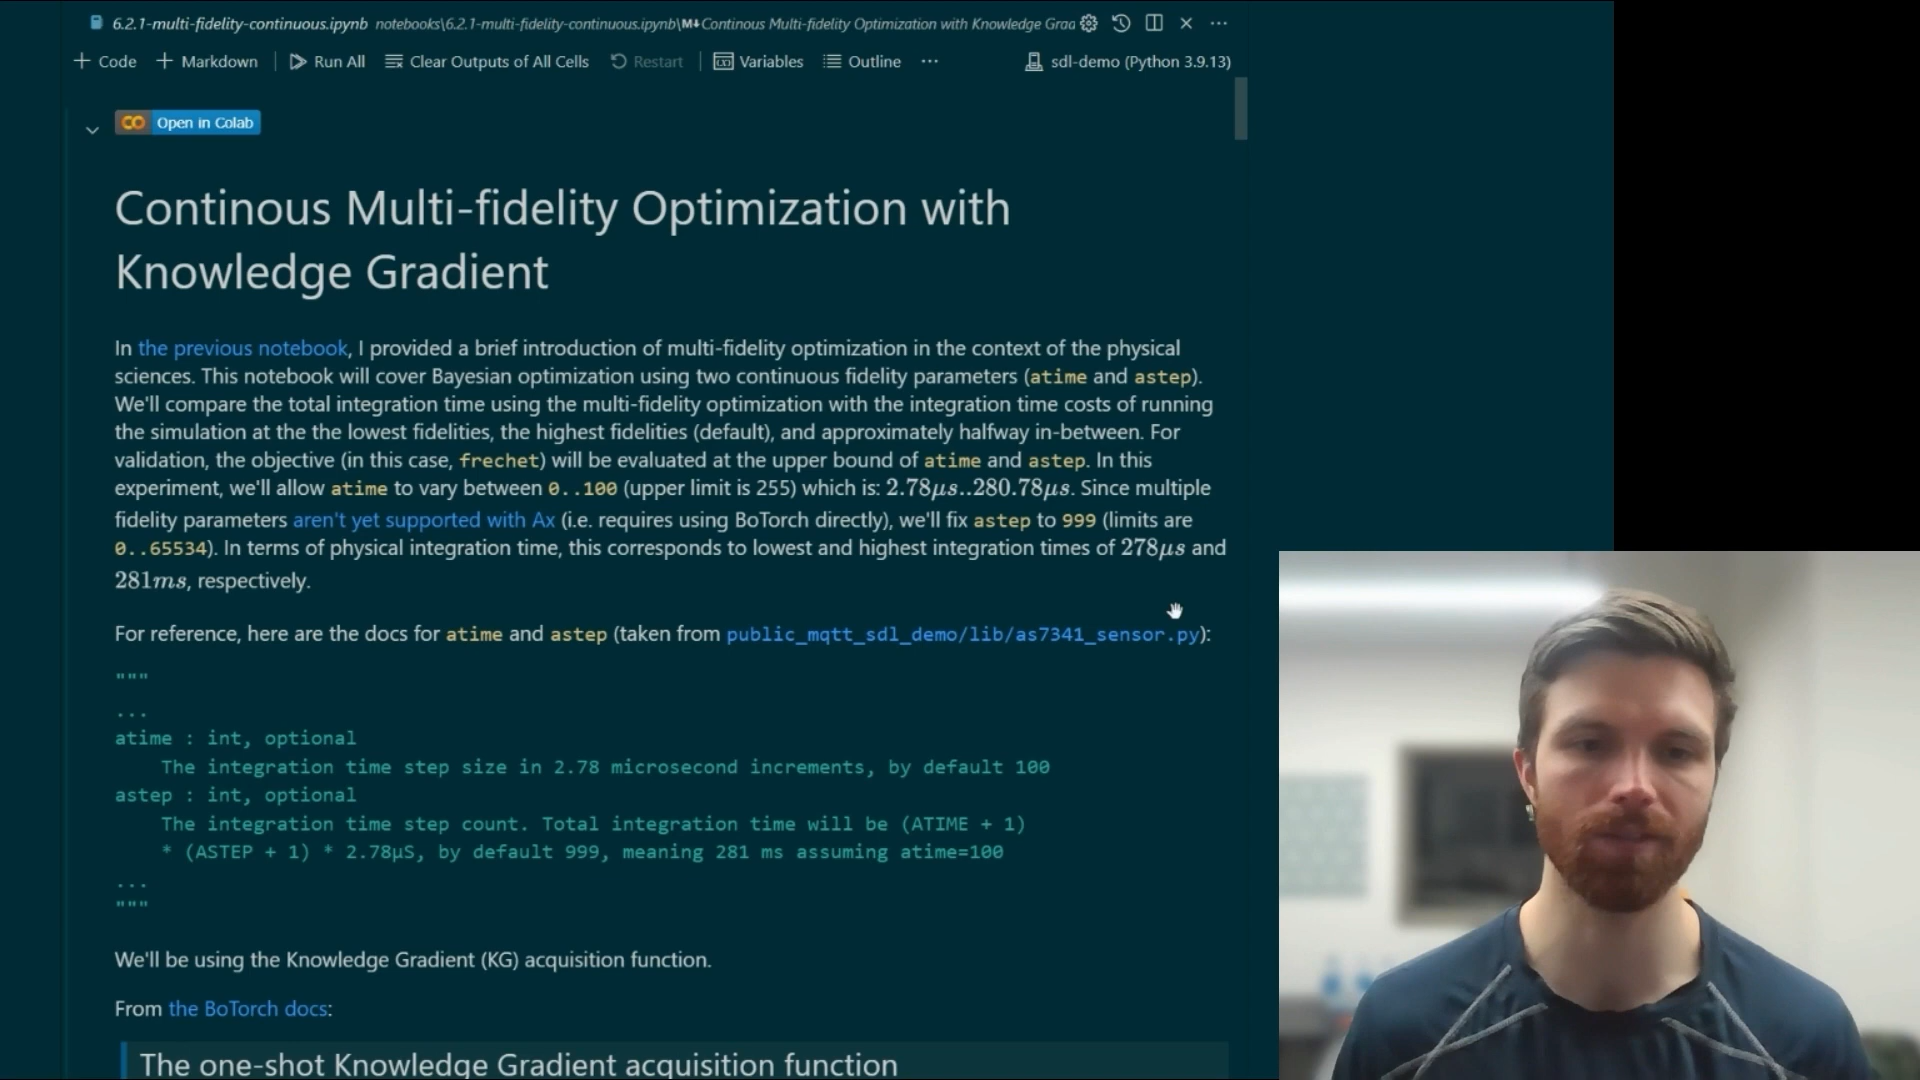 6.2.1-multi-fidelity-continuous.ipynb notebooks\6.2.1-multi-fidelity-continuous.ipynb\M↓Continous Multi-fidelity Optimization with Knowledge Grad
+ Code + Markdown Run All Clear Outputs of All Cells Restart Variables Outline ... sdl-demo (Python 3.9.13)
Open in Colab
Continous Multi-fidelity Optimization with
Knowledge Gradient
In the previous notebook, I provided a brief introduction of multi-fidelity optimization in the context of the physical
sciences. This notebook will cover Bayesian optimization using two continuous fidelity parameters (atime and astep).
We'll compare the total integration time using the multi-fidelity optimization with the integration time costs of running
the simulation at the the lowest fidelities, the highest fidelities (default), and approximately halfway in-between. For
validation, the objective (in this case, frechet) will be evaluated at the upper bound of atime and astep. In this
experiment, we'll allow atime to vary between 0..100 (upper limit is 255) which is: 2.78μs..280.78μs. Since multiple
fidelity parameters aren't yet supported with Ax (i.e. requires using BoTorch directly), we'll fix astep to 999 (limits are
0..65534). In terms of physical integration time, this corresponds to lowest and highest integration times of 278μs and
281ms, respectively.
For reference, here are the docs for atime and astep (taken from public_mqtt_sdl_demo/lib/as7341_sensor.py):
"""
...
atime : int, optional
The integration time step size in 2.78 microsecond increments, by default 100
astep : int, optional
The integration time step count. Total integration time will be (ATIME + 1)
* (ASTEP + 1) * 2.78μS, by default 999, meaning 281 ms assuming atime=100
...
"""
We'll be using the Knowledge Gradient (KG) acquisition function.
From the BoTorch docs:
The one-shot Knowledge Gradient acquisition function